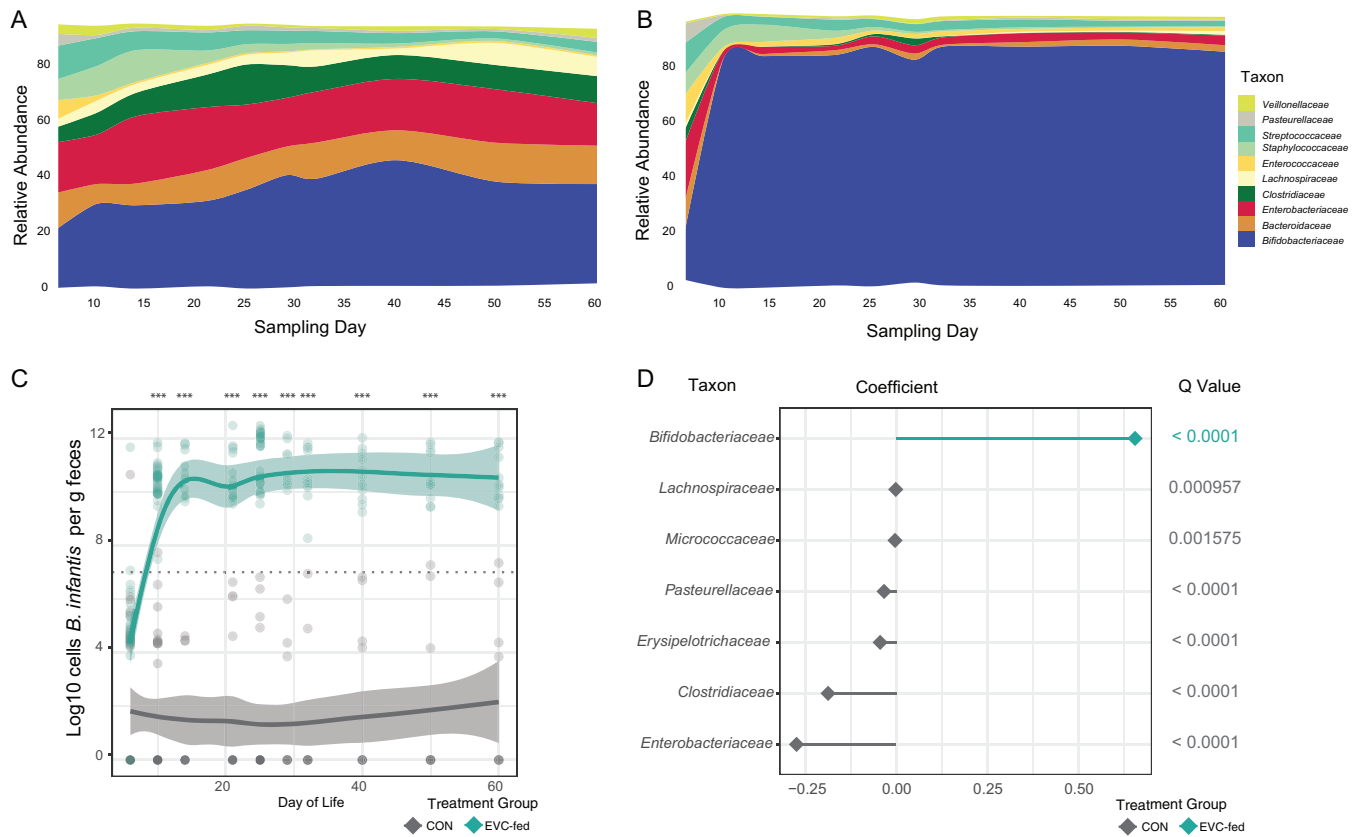 A
Relative Abundance
80
60
40
20
0
10 15 20 25 30 35 40 45 50 55 60
Sampling Day
B
Relative Abundance
80
60
40
20
0
10 15 20 25 30 35 40 45 50 55 60
Sampling Day
Taxon
Veillonellaceae
Pasteurellaceae
Streptococcaceae
Staphylococcaceae
Enterococcaceae
Lachnospiraceae
Clostridiaceae
Enterobacteriaceae
Bacteroidaceae
Bifidobacteriaceae
C
*** *** *** *** *** *** *** *** ***
Log10 cells B. infantis per g feces
12
8
4
0
20 40 60
Day of Life
Treatment Group
CON EVC-fed
D
Taxon Coefficient Q Value
Bifidobacteriaceae < 0.0001
Lachnospiraceae 0.000957
Micrococcaceae 0.001575
Pasteurellaceae < 0.0001
Erysipelotrichaceae < 0.0001
Clostridiaceae < 0.0001
Enterobacteriaceae < 0.0001
−0.25 0.00 0.25 0.50
Treatment Group
CON EVC-fed